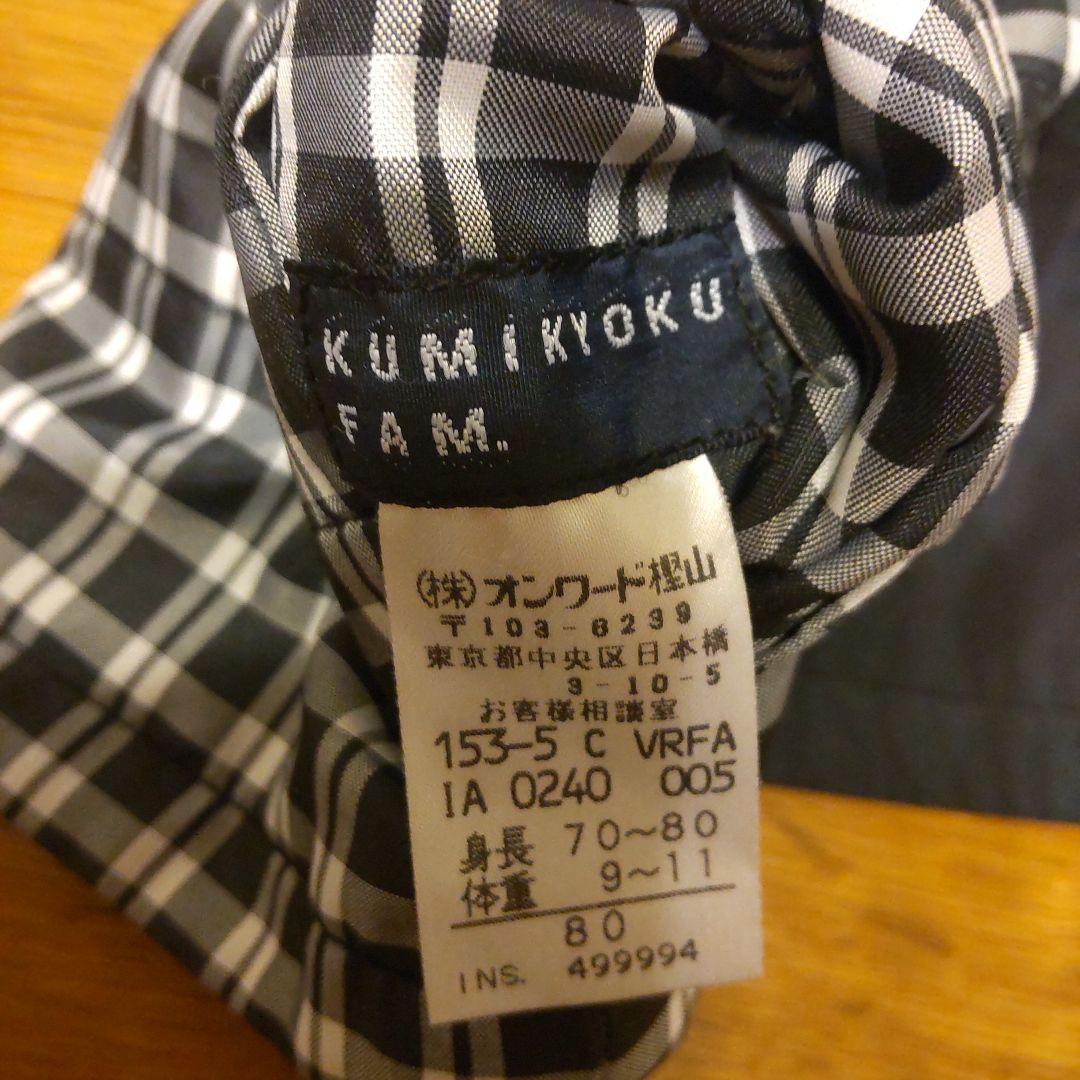 KUMIKYOKU
FAM.
(株)オンワード樫山
〒103-6239
東京都中央区日本橋
3-10-5
お客様相談室
153-5 C VRFA
IA 0240 005
身長 70~80
体重 9~11
80
INS. 499994